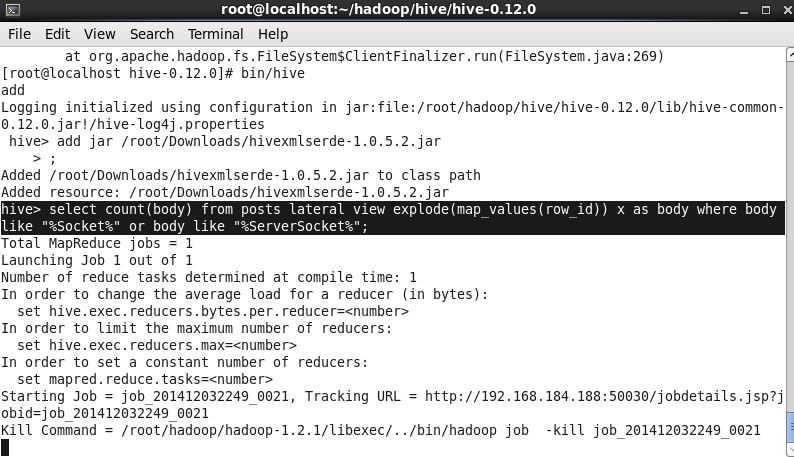 root@localhost:~/hadoop/hive/hive-0.12.0
File Edit View Search Terminal Help
at org.apache.hadoop.fs.FileSystem$ClientFinalizer.run(FileSystem.java:269)
[root@localhost hive-0.12.0]# bin/hive
add
Logging initialized using configuration in jar:file:/root/hadoop/hive/hive-0.12.0/lib/hive-common-
0.12.0.jar!/hive-log4j.properties
hive> add jar /root/Downloads/hivexmlserde-1.0.5.2.jar
> ;
Added /root/Downloads/hivexmlserde-1.0.5.2.jar to class path
Added resource: /root/Downloads/hivexmlserde-1.0.5.2.jar
hive> select count(body) from posts lateral view explode(map_values(row_id)) x as body where body
like "%Socket%" or body like "%ServerSocket%";
Total MapReduce jobs = 1
Launching Job 1 out of 1
Number of reduce tasks determined at compile time: 1
In order to change the average load for a reducer (in bytes):
set hive.exec.reducers.bytes.per.reducer=<number>
In order to limit the maximum number of reducers:
set hive.exec.reducers.max=<number>
In order to set a constant number of reducers:
set mapred.reduce.tasks=<number>
Starting Job = job_201412032249_0021, Tracking URL = http://192.168.184.188:50030/jobdetails.jsp?j
obid=job_201412032249_0021
Kill Command = /root/hadoop/hadoop-1.2.1/libexec/../bin/hadoop job  -kill job_201412032249_0021